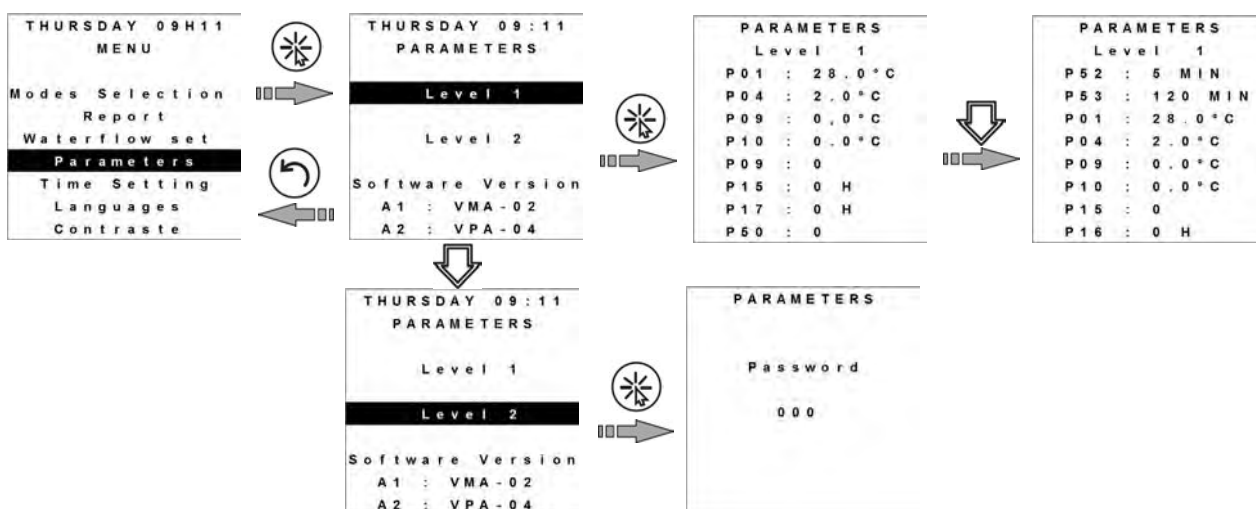 THURSDAY 09H11
MENU
Modes Selection
Report
Waterflow set
Parameters
Time Setting
Languages
Contraste
THURSDAY 09:11
PARAMETERS
Level 1
Level 2
Software Version
A1 : VMA-02
A2 : VPA-04
PARAMETERS
Level 1
P01 : 28.0°C
P04 : 2.0°C
P09 : 0,0°C
P10 : 0.0°C
P09 : 0
P15 : 0 H
P17 : 0 H
P50 : 0
PARAMETERS
Level 1
P52 : 5 MIN
P53 : 120 MIN
P01 : 28.0°C
P04 : 2.0°C
P09 : 0.0°C
P10 : 0.0°C
P15 : 0
P16 : 0 H
THURSDAY 09:11
PARAMETERS
Level 1
Level 2
Software Version
A1 : VMA-02
A2 : VPA-04
PARAMETERS
Password
000